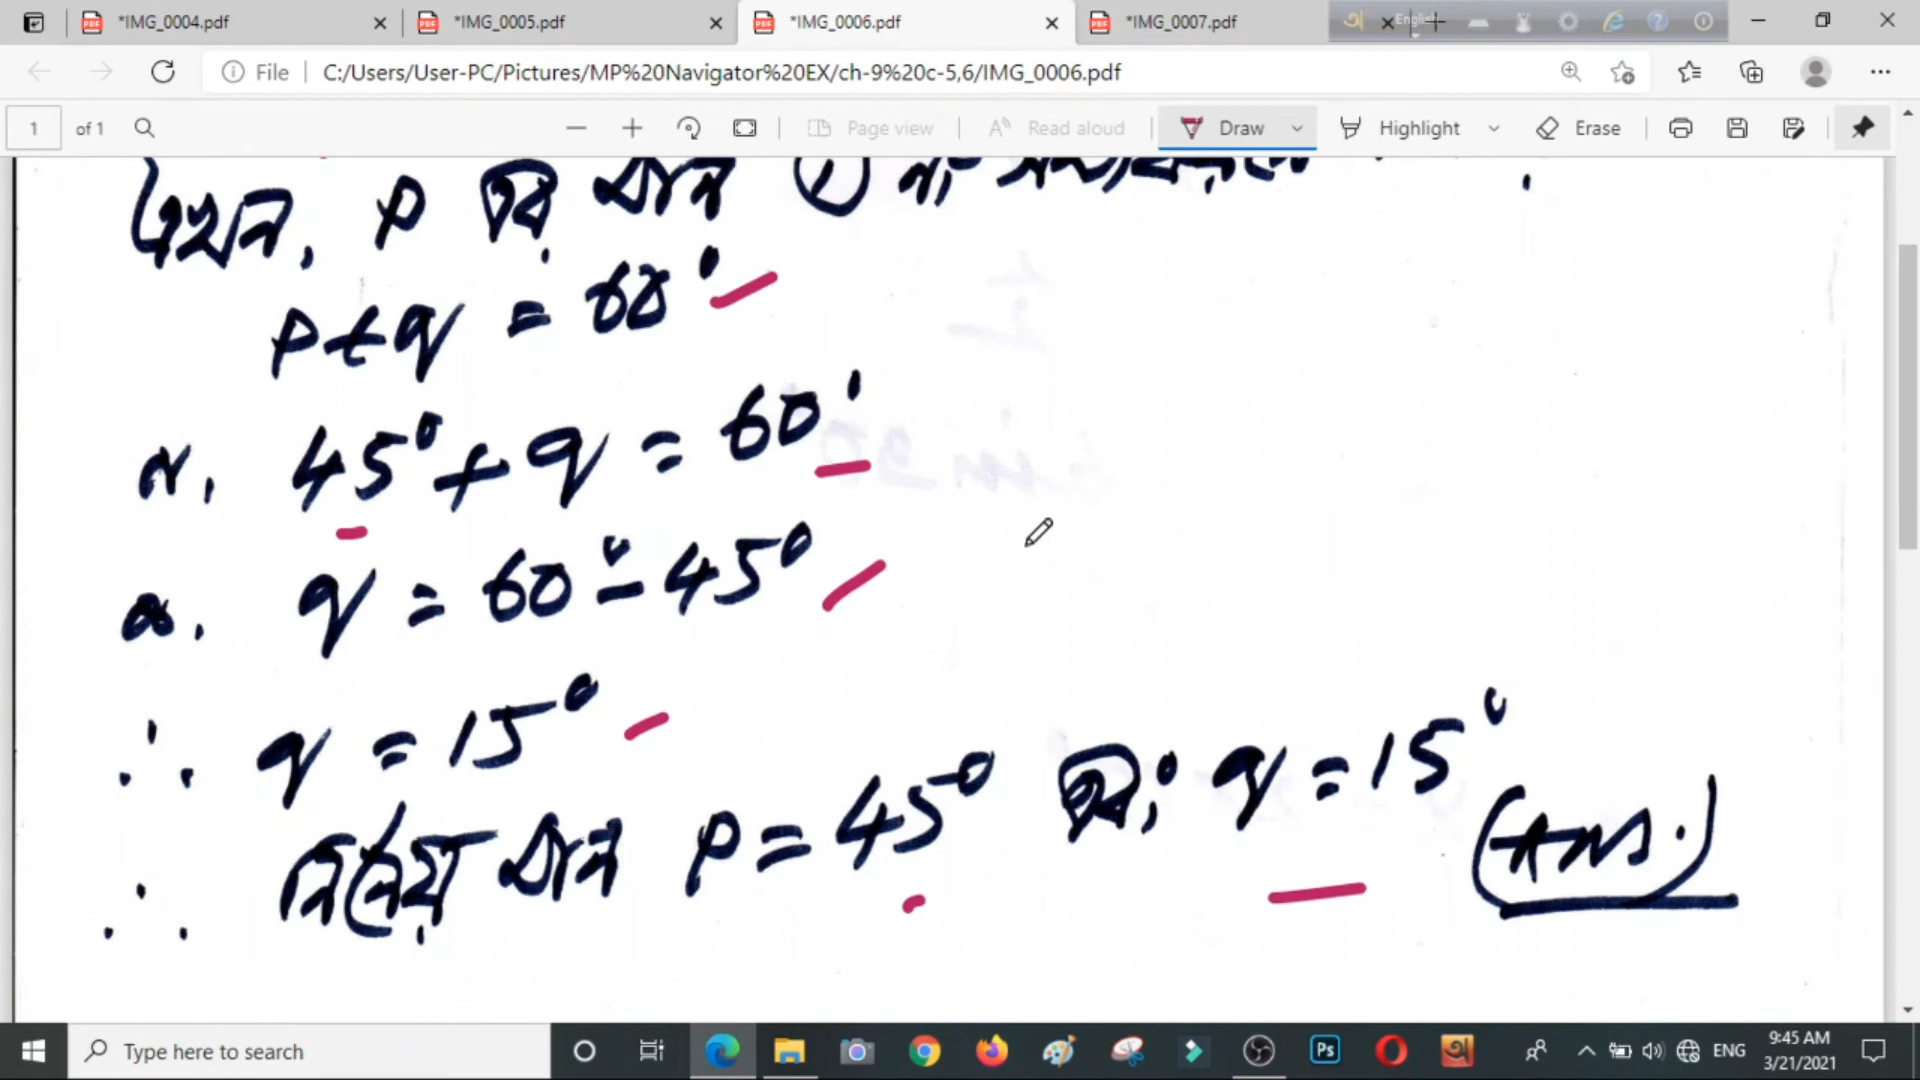 *IMG_0004.pdf *IMG_0005.pdf *IMG_0006.pdf *IMG_0007.pdf English
File C:/Users/User-PC/Pictures/MP%20Navigator%20EX/ch-9%20c-5,6/IMG_0006.pdf
1 of 1 Page view Read aloud Draw Highlight Erase
এখন, p এর মান ① নং
p+q = 60°
বা, 45° + q = 60°
বা, q = 60° - 45°
∴ q = 15°
∴ নির্ণেয় মান p = 45° এবং q = 15° (Ans.)
Type here to search Ps ENG 9:45 AM
3/21/2021